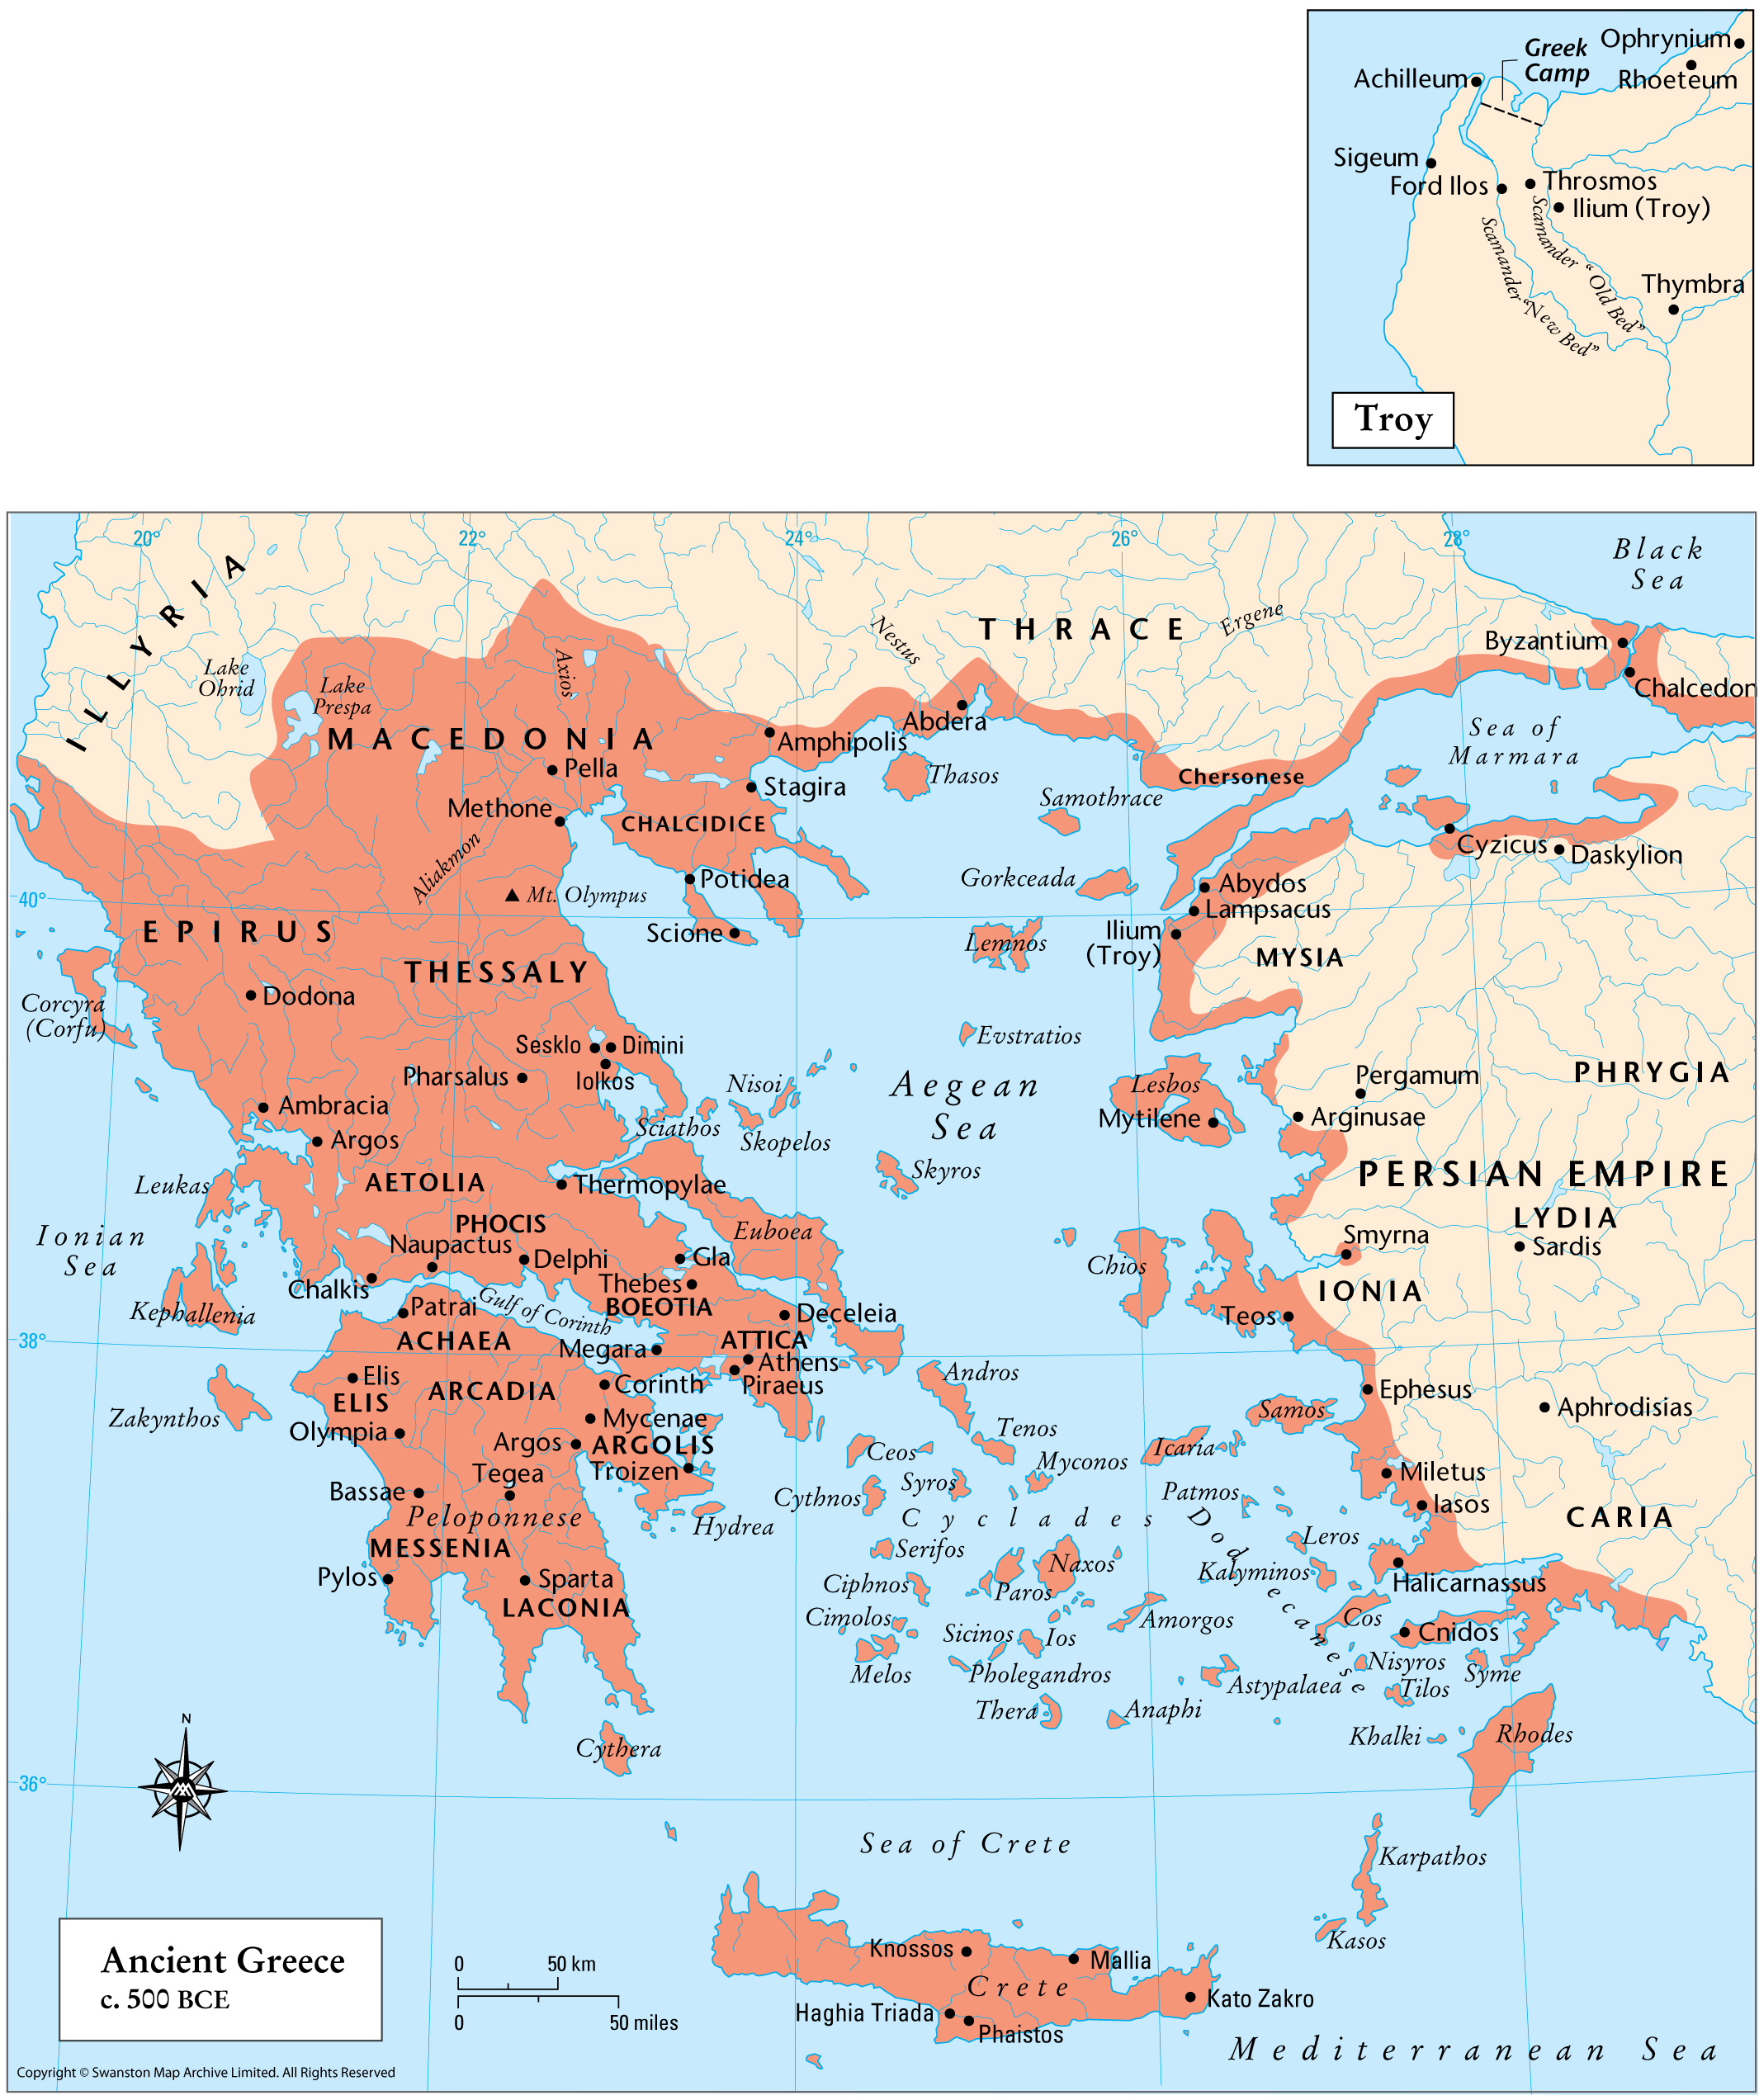 Greek
Camp
Ophrynium
Rhoeteum
Achilleum
Sigeum
Ford Ilos
Throsmos
Ilium (Troy)
Scamander "Old Bed"
Scamander "New Bed"
Thymbra
Troy
20°
22°
24°
26°
28°
Black
Sea
ILLYRIA
THRACE
Nestus
Ergene
Byzantium
Chalcedon
Lake
Ohrid
Lake
Prespa
Axios
MACEDONIA
Pella
Amphipolis
Abdera
Thasos
Sea of
Marmara
Stagira
Chersonese
Methone
CHALCIDICE
Samothrace
Cyzicus
Daskylion
Aliakmon
Mt. Olympus
Potidea
Gorkceada
Abydos
Lampsacus
40°
EPIRUS
Scione
Lemnos
Ilium
(Troy)
MYSIA
THESSALY
Dodona
Corcyra
(Corfu)
Sesklo
Dimini
Iolkos
Pharsalus
Evstratios
Nisoi
Aegean
Sea
Lesbos
Mytilene
Pergamum
Arginusae
PHRYGIA
Ambracia
Argos
Sciathos
Skopelos
Skyros
Leukas
AETOLIA
Thermopylae
PERSIAN EMPIRE
LYDIA
Sardis
Ionian
Sea
PHOCIS
Naupactus
Delphi
Euboea
Gla
Smyrna
Chios
Chalkis
Thebes
BOEOTIA
IONIA
Kephallenia
Patrai
Gulf of Corinth
Deceleia
Teos
38°
ACHAEA
Megara
ATTICA
Athens
Piraeus
Andros
Elis
ELIS
ARCADIA
Corinth
Ephesus
Zakynthos
Olympia
Mycenae
Argos
ARGOLIS
Samos
Aphrodisias
Tegea
Troizen
Ceos
Tenos
Myconos
Icaria
Miletus
Iasos
Bassae
Peloponnese
Hydrea
Cythnos
Syros
Patmos
Cyclades
Dodecanese
CARIA
MESSENIA
Serifos
Naxos
Leros
Kalyminos
Pylos
Sparta
LACONIA
Ciphnos
Paros
Halicarnassus
Cimolos
Amorgos
Cos
Cnidos
Sicinos
Ios
Melos
Pholegandros
Nisyros
Syme
Astypalaea
Tilos
Thera
Anaphi
N
Cythera
Khalki
Rhodes
36°
Sea of Crete
Karpathos
Kasos
Ancient Greece
c. 500 BCE
0
50 km
0
50 miles
Knossos
Mallia
Crete
Kato Zakro
Haghia Triada
Phaistos
Mediterranean Sea
Copyright © Swanston Map Archive Limited. All Rights Reserved